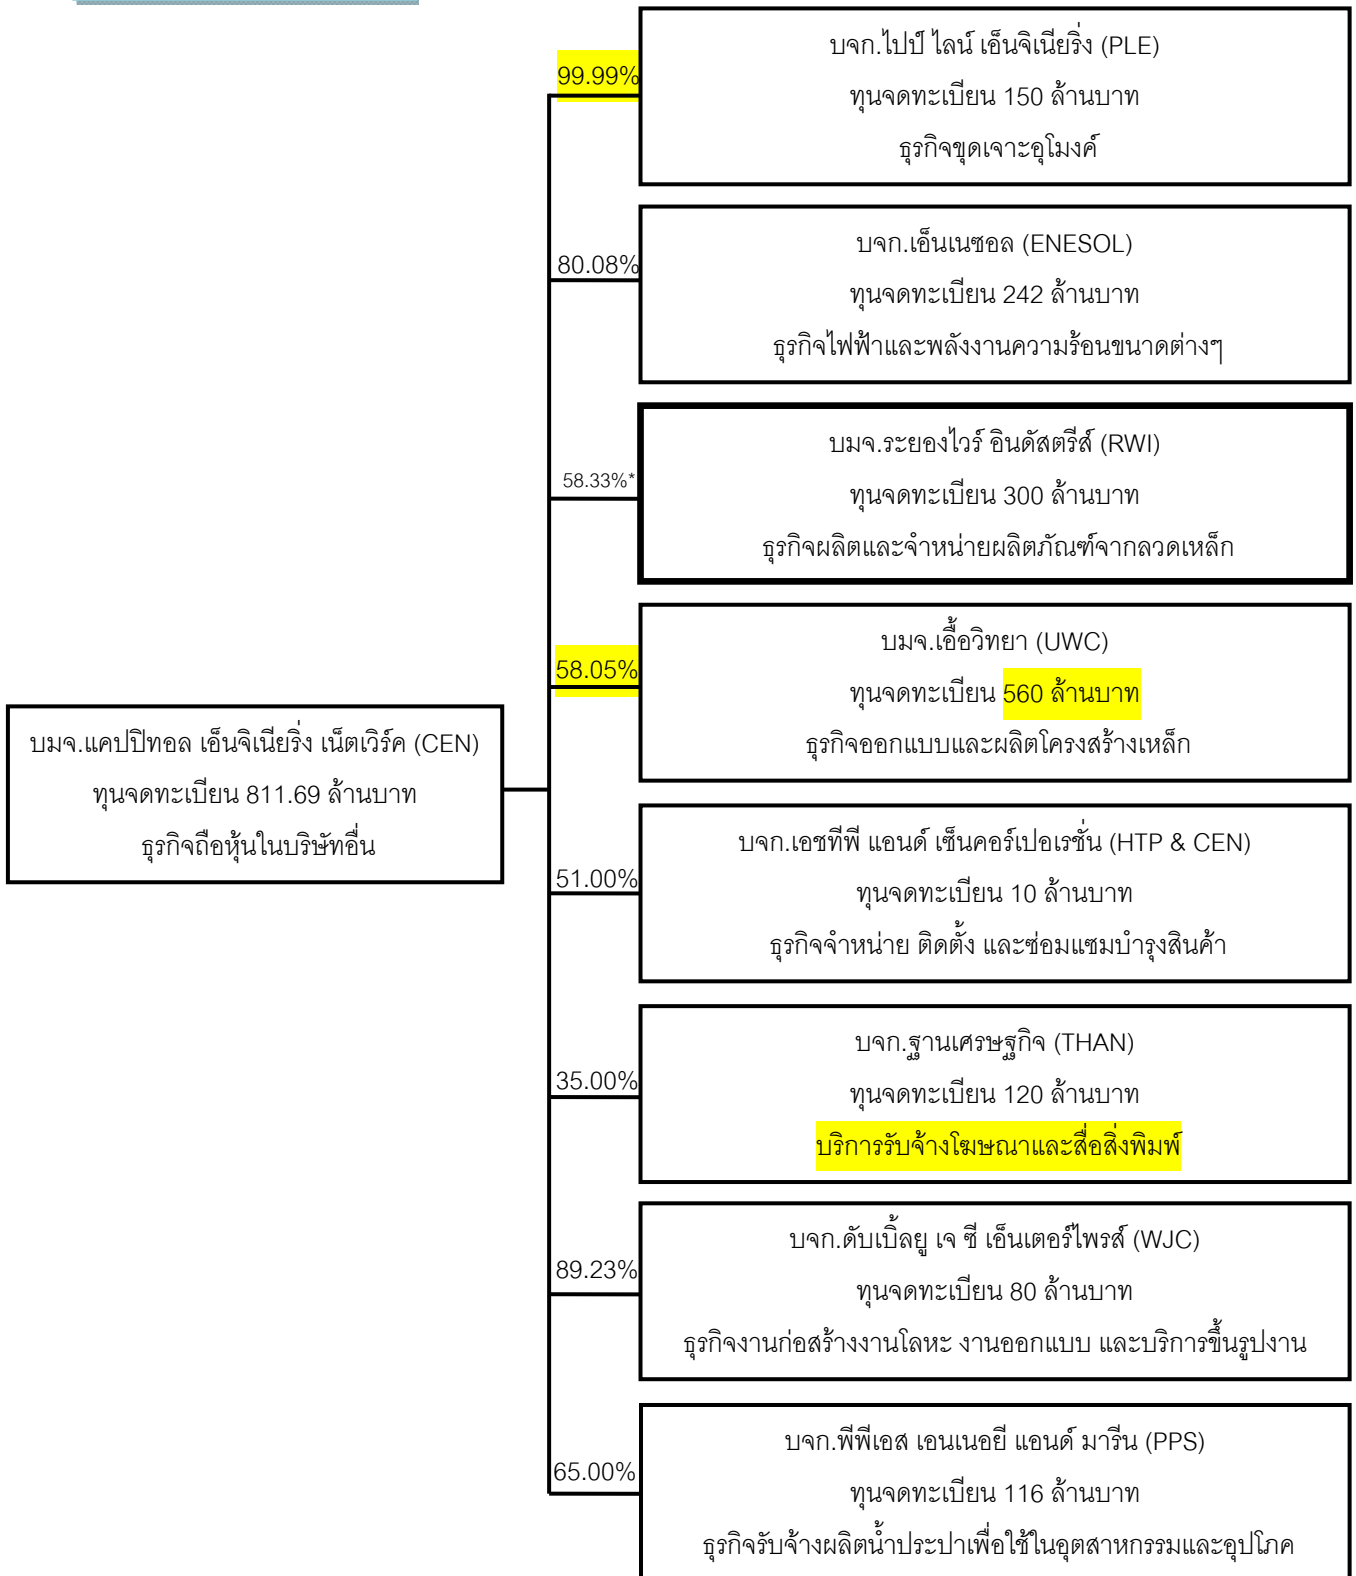 99.99%
บจก.ไปป์ ไลน์ เอ็นจิเนียริ่ง (PLE)
ทุนจดทะเบียน 150 ล้านบาท
ธุรกิจขุดเจาะอุโมงค์
80.08%
บจก.เอ็นเนซอล (ENESOL)
ทุนจดทะเบียน 242 ล้านบาท
ธุรกิจไฟฟ้าและพลังงานความร้อนขนาดต่างๆ
58.33%*
บมจ.ระยองไวร์ อินดัสตรีส์ (RWI)
ทุนจดทะเบียน 300 ล้านบาท
ธุรกิจผลิตและจำหน่ายผลิตภัณฑ์จากลวดเหล็ก
58.05%
บมจ.เอื้อวิทยา (UWC)
ทุนจดทะเบียน 560 ล้านบาท
ธุรกิจออกแบบและผลิตโครงสร้างเหล็ก
บมจ.แคปปิทอล เอ็นจิเนียริ่ง เน็ตเวิร์ค (CEN)
ทุนจดทะเบียน 811.69 ล้านบาท
ธุรกิจถือหุ้นในบริษัทอื่น
51.00%
บจก.เอชทีพี แอนด์ เซ็นคอร์เปอเรชั่น (HTP & CEN)
ทุนจดทะเบียน 10 ล้านบาท
ธุรกิจจำหน่าย ติดตั้ง และซ่อมแซมบำรุงสินค้า
35.00%
บจก.ฐานเศรษฐกิจ (THAN)
ทุนจดทะเบียน 120 ล้านบาท
บริการรับจ้างโฆษณาและสื่อสิ่งพิมพ์
89.23%
บจก.ดับเบิ้ลยู เจ ซี เอ็นเตอร์ไพรส์ (WJC)
ทุนจดทะเบียน 80 ล้านบาท
ธุรกิจงานก่อสร้างงานโลหะ งานออกแบบ และบริการขึ้นรูปงาน
65.00%
บจก.พีพีเอส เอนเนอยี แอนด์ มารีน (PPS)
ทุนจดทะเบียน 116 ล้านบาท
ธุรกิจรับจ้างผลิตน้ำประปาเพื่อใช้ในอุตสาหกรรมและอุปโภค